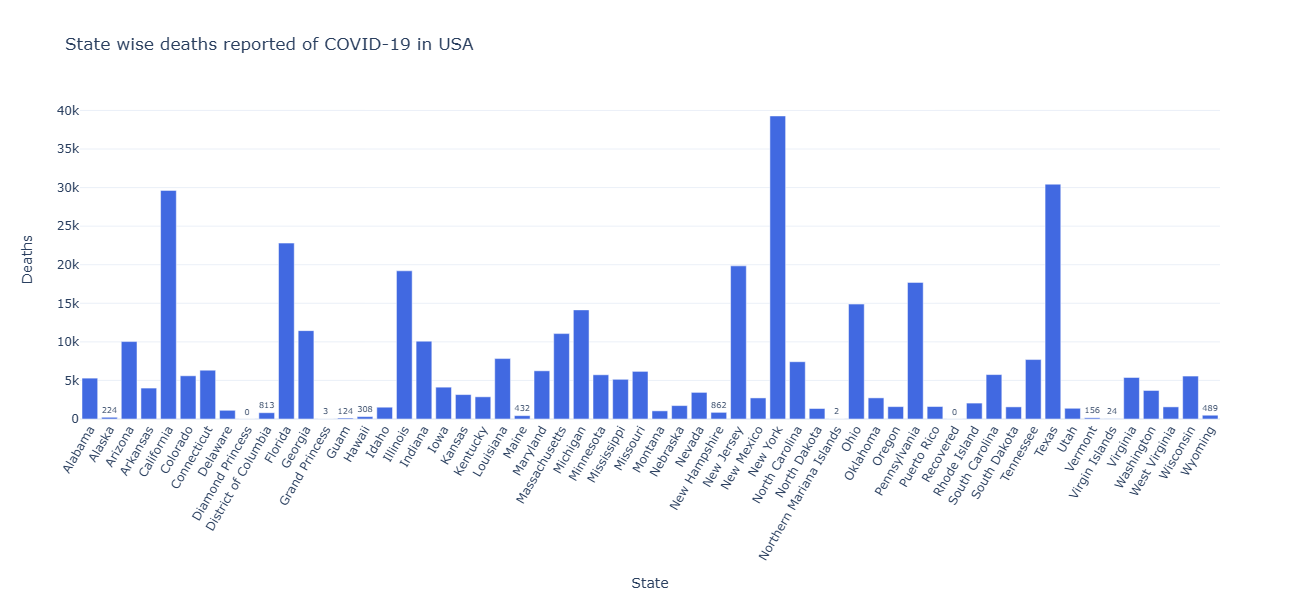 State wise deaths reported of COVID-19 in USA
40k
35k
30k
25k
20k
15k
10k
5k
0
Deaths
224
0
813
3
124
308
432
862
2
0
156
24
489
Alabama
Alaska
Arizona
Arkansas
California
Colorado
Connecticut
Delaware
Diamond Princess
District of Columbia
Florida
Georgia
Grand Princess
Guam
Hawaii
Idaho
Illinois
Indiana
Iowa
Kansas
Kentucky
Louisiana
Maine
Maryland
Massachusetts
Michigan
Minnesota
Mississippi
Missouri
Montana
Nebraska
Nevada
New Hampshire
New Jersey
New Mexico
New York
North Carolina
North Dakota
Northern Mariana Islands
Ohio
Oklahoma
Oregon
Pennsylvania
Puerto Rico
Recovered
Rhode Island
South Carolina
South Dakota
Tennessee
Texas
Utah
Vermont
Virgin Islands
Virginia
Washington
West Virginia
Wisconsin
Wyoming
State